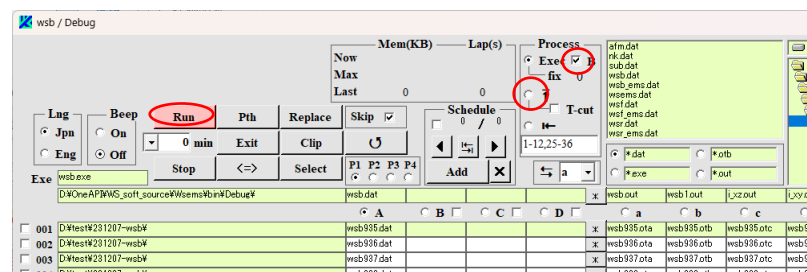 wsb / Debug
Mem(KB) Lap(s)
Now
Max
Last 0 0
Process
Exec B
fix 0
T-cut
1-12,25-36
afm.dat
nk.dat
sub.dat
wsb.dat
wsb_ems.dat
wsems.dat
wsf.dat
wsf_ems.dat
wsr.dat
wsr_ems.dat
Lng Beep
Jpn On
Eng Off
Run Pth Replace Skip
0 min Exit Clip ↺
Stop <=> Select P1 P2 P3 P4
Schedule
0 / 0
Add X
a
*.dat *.otb
*.exe *.out
Exe wsb.exe
D:¥OneAPI¥WS_soft_source¥Wsems¥bin¥Debug¥ wsb.dat x wsb.out wsb1.out i_xz.out i_xy.o
A B C D a b c
001 D:¥test¥231207-wsb¥ wsb935.dat x wsb935.ota wsb935.otb wsb935.otc wsb9
002 D:¥test¥231207-wsb¥ wsb936.dat x wsb936.ota wsb936.otb wsb936.otc wsb9
003 D:¥test¥231207-wsb¥ wsb937.dat x wsb937.ota wsb937.otb wsb937.otc wsb9